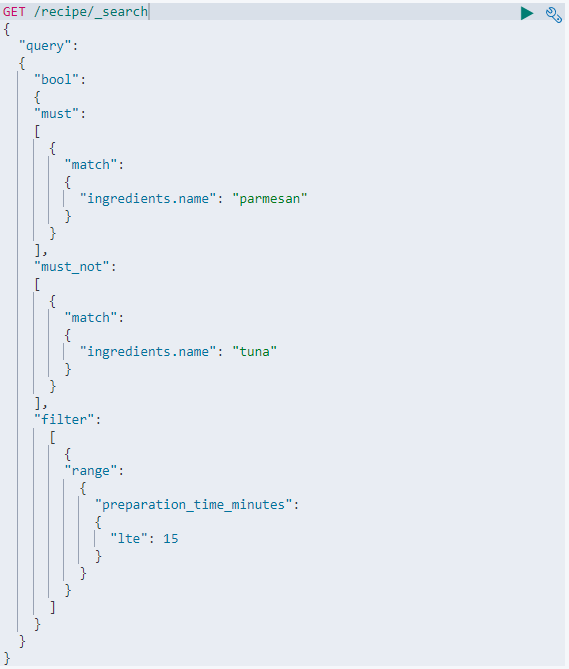 GET /recipe/_search
{
  "query":
  {
    "bool":
    {
    "must":
    [
      {
        "match":
        {
          "ingredients.name": "parmesan"
        }
      }
    ],
    "must_not":
    [
      {
        "match":
        {
          "ingredients.name": "tuna"
        }
      }
    ],
    "filter":
      [
        {
        "range":
          {
            "preparation_time_minutes":
            {
              "lte": 15
            }
          }
        }
      ]
    }
  }
}